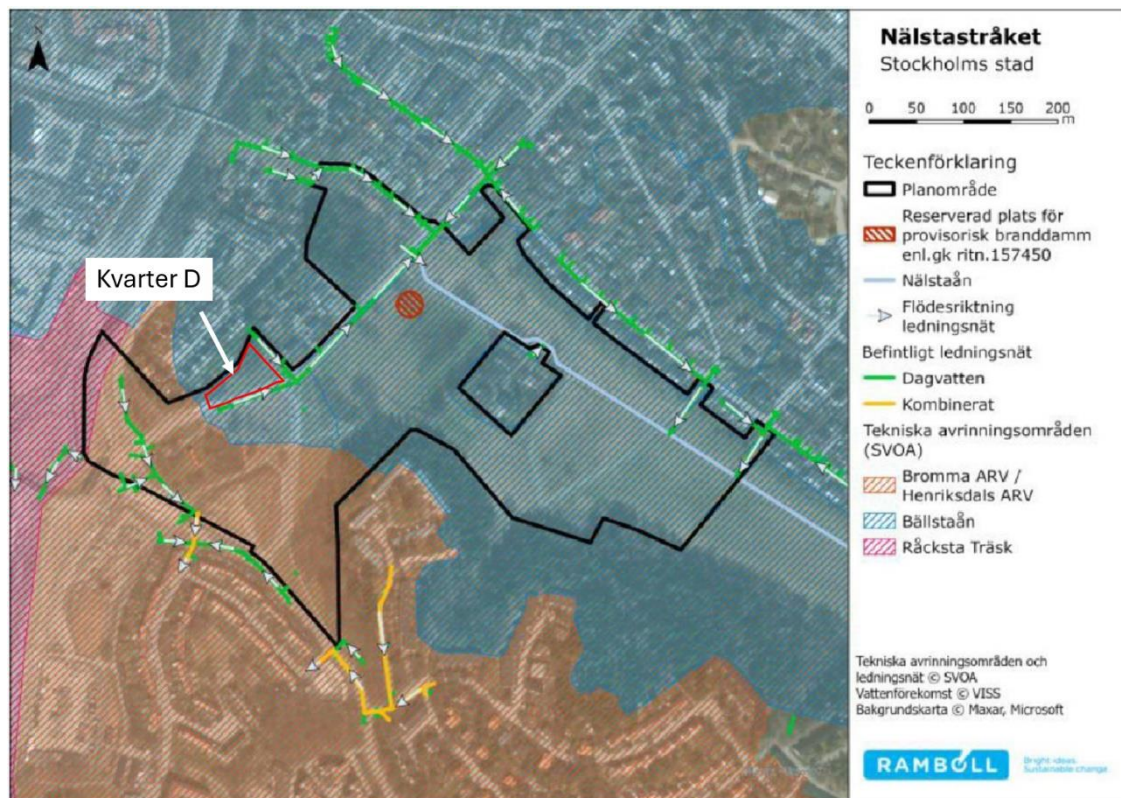 N
Kvarter D
Nälstastråket
Stockholms stad
0 50 100 150 200
m
Teckenförklaring
Planområde
Reserverad plats för
provisorisk branddamm
enl.gk ritn.157450
Nälstaån
Flödesriktning
ledningsnät
Befintligt ledningsnät
Dagvatten
Kombinerat
Tekniska avrinningsområden
(SVOA)
Bromma ARV /
Henriksdals ARV
Bällstaån
Råcksta Träsk
Tekniska avrinningsområden och
ledningsnät © SVOA
Vattenförekomst © VISS
Bakgrundskarta © Maxar, Microsoft
RAMBOLL
Bright ideas.
Sustainable change.